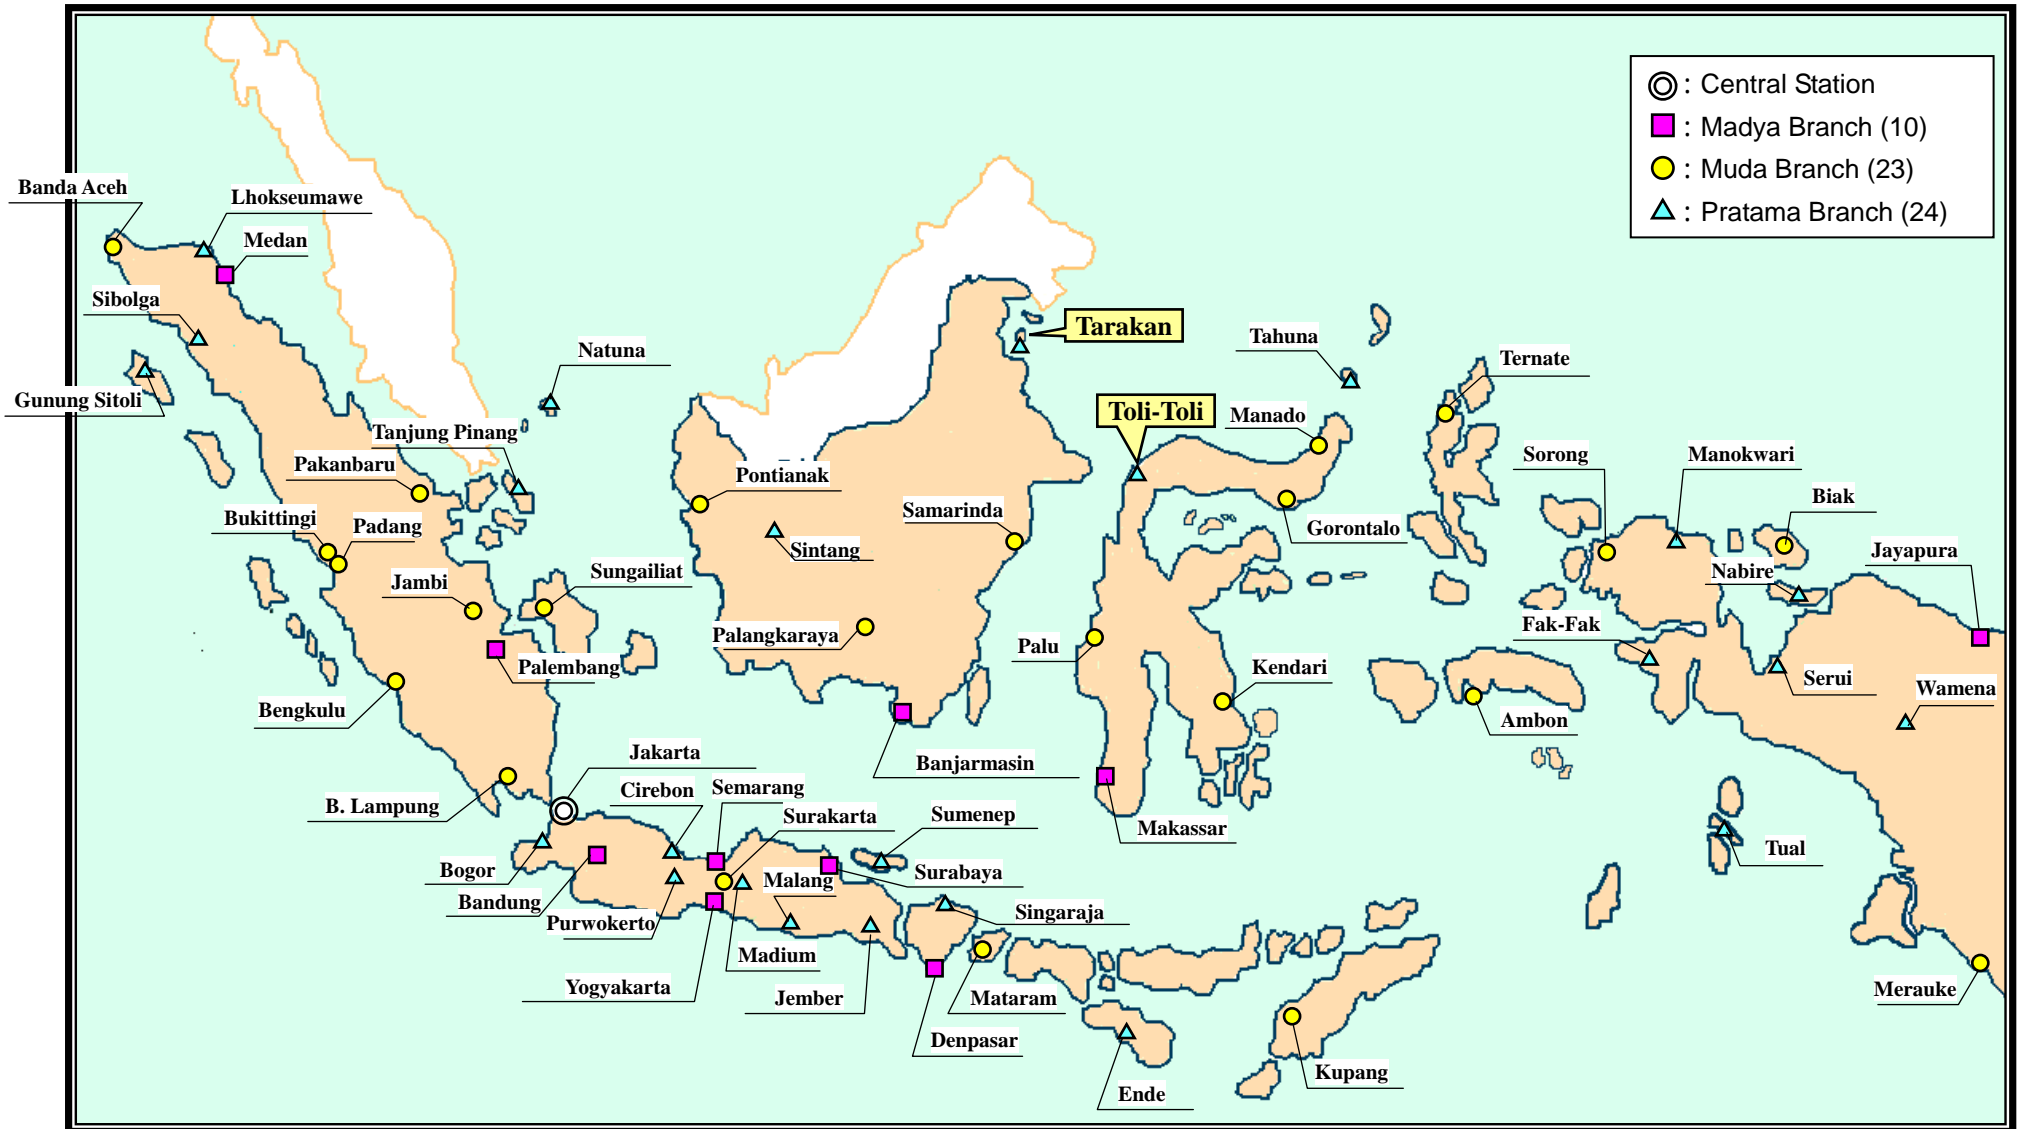 : Central Station
: Madya Branch (10)
: Muda Branch (23)
: Pratama Branch (24)
Banda Aceh
Lhokseumawe
Medan
Sibolga
Gunung Sitoli
Natuna
Tanjung Pinang
Pakanbaru
Bukittingi
Padang
Jambi
Sungailiat
Palembang
Bengkulu
B. Lampung
Jakarta
Cirebon
Semarang
Surakarta
Sumenep
Surabaya
Malang
Bogor
Bandung
Purwokerto
Yogyakarta
Madium
Jember
Singaraja
Mataram
Denpasar
Ende
Kupang
Pontianak
Sintang
Samarinda
Palangkaraya
Banjarmasin
Tarakan
Toli-Toli
Tahuna
Manado
Gorontalo
Palu
Kendari
Makassar
Ternate
Sorong
Manokwari
Biak
Jayapura
Nabire
Fak-Fak
Serui
Wamena
Ambon
Tual
Merauke